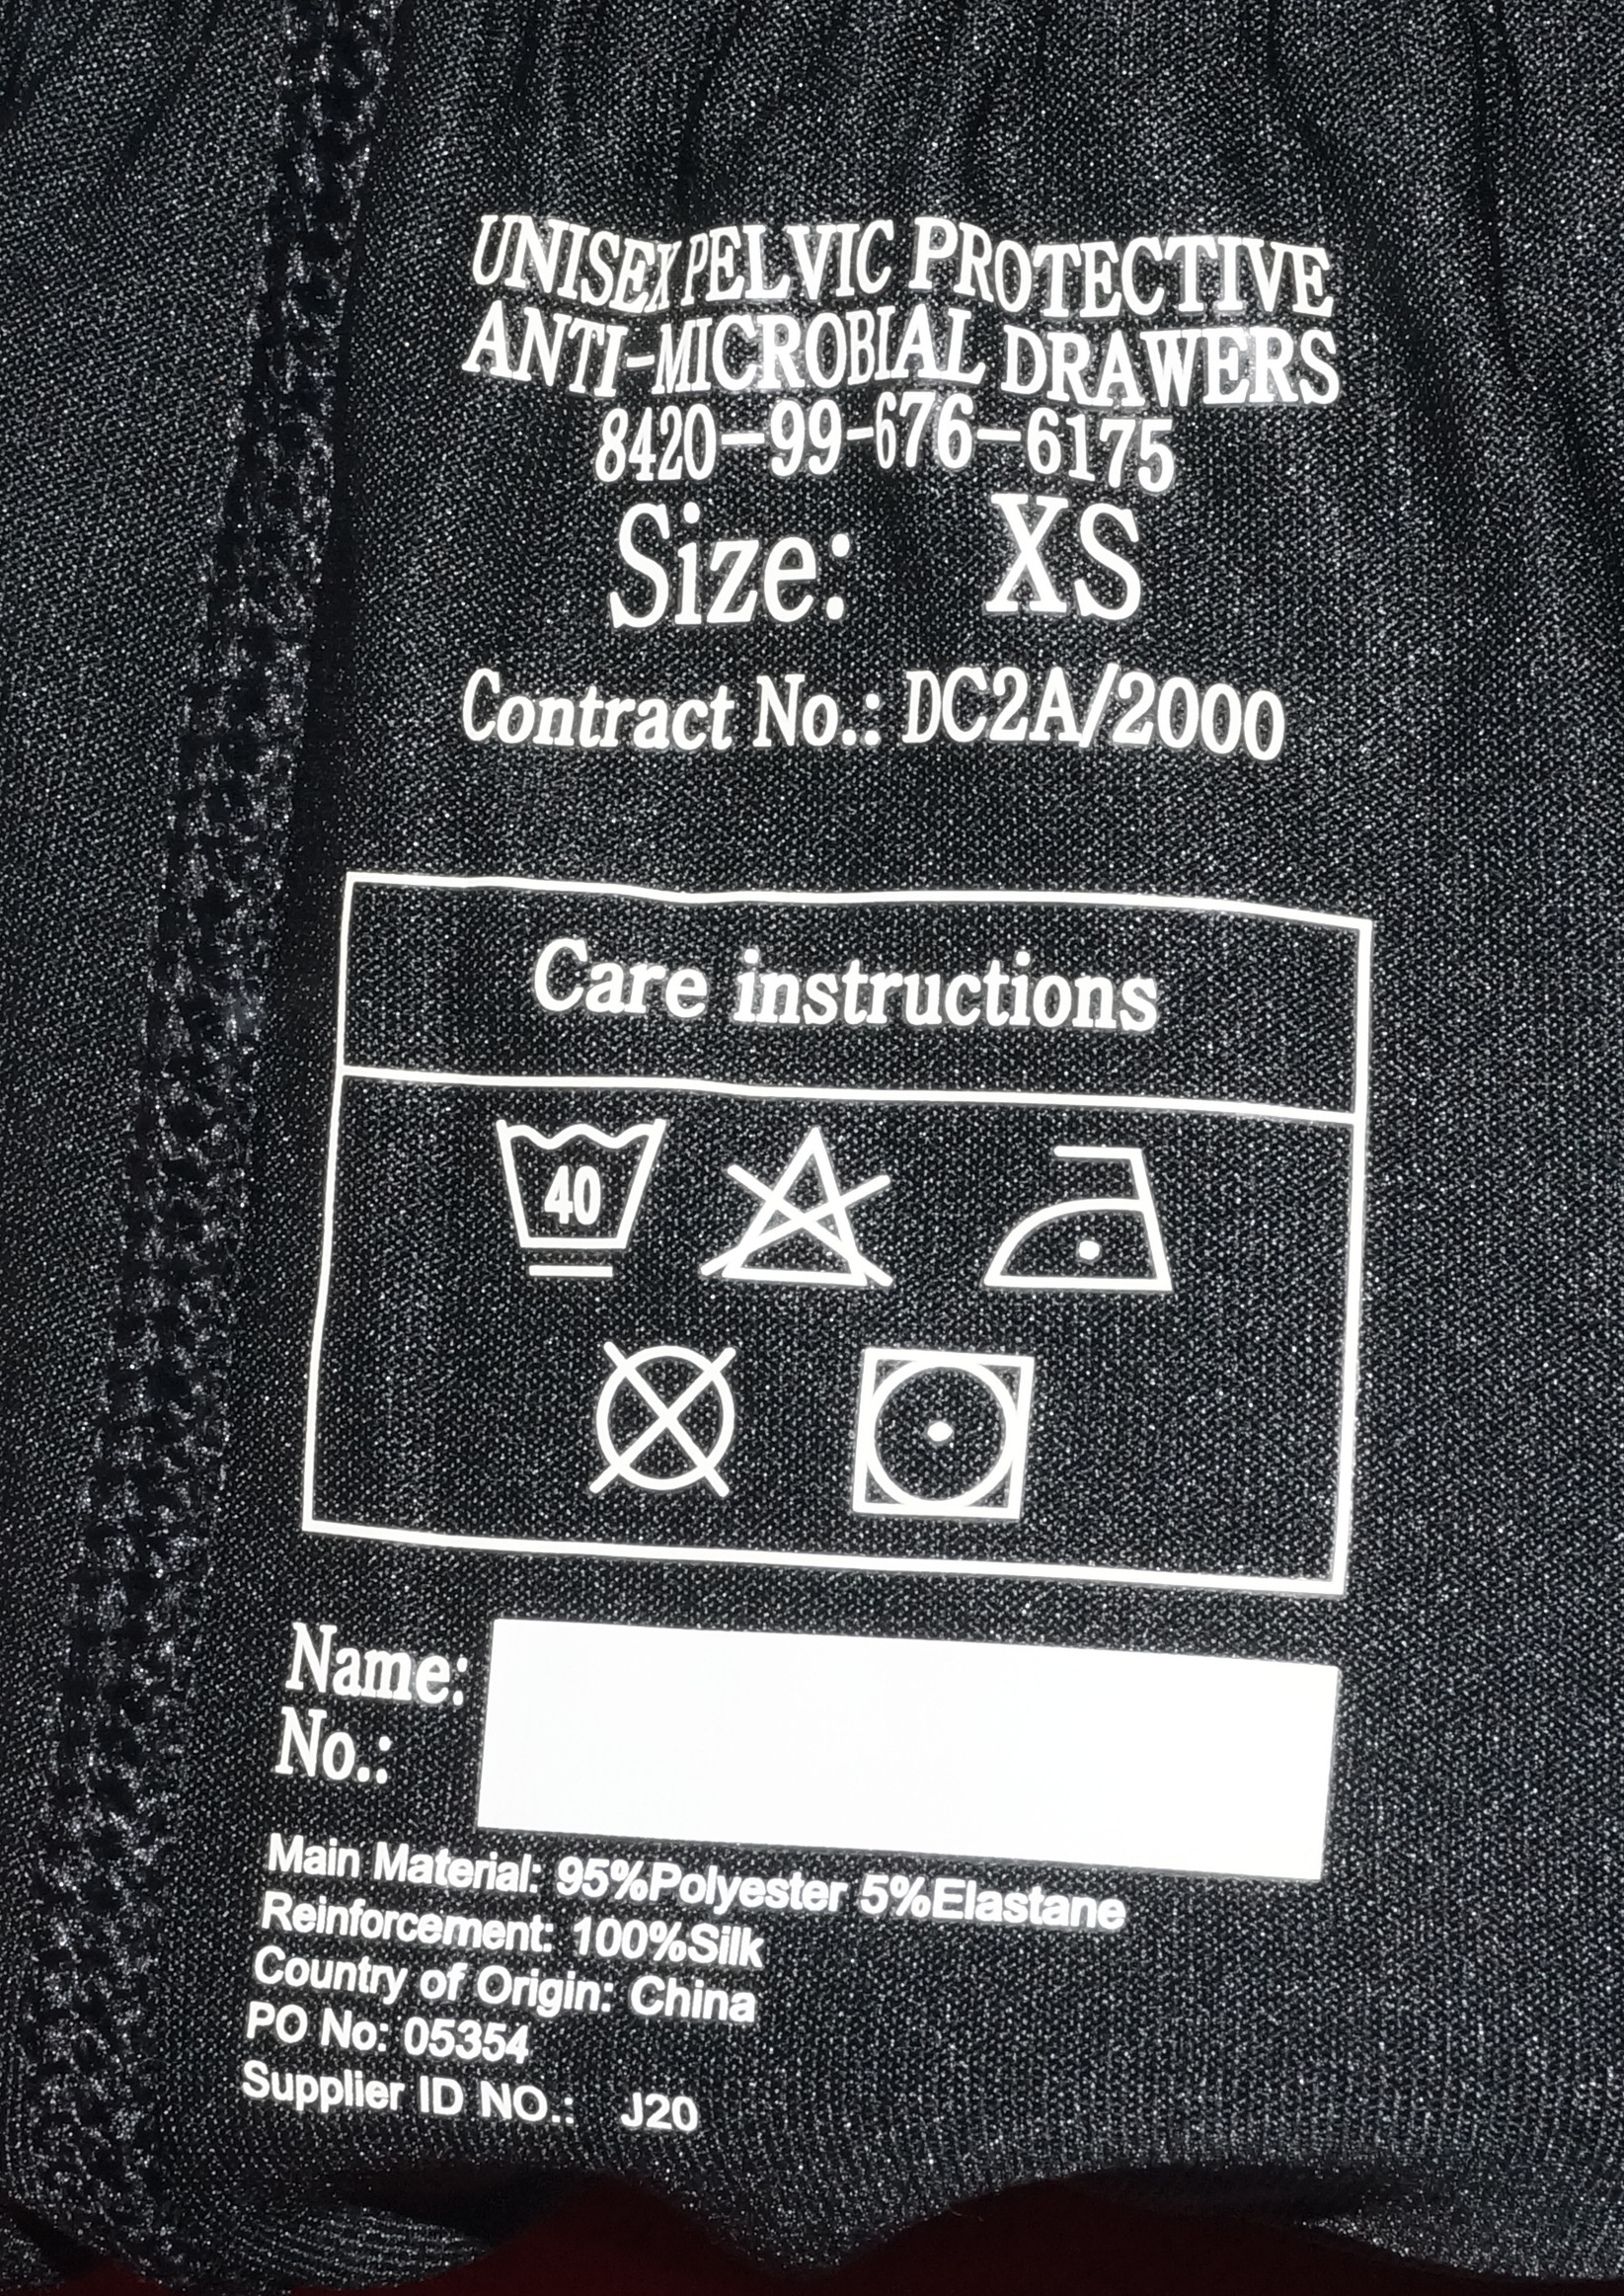 UNISEX PELVIC PROTECTIVE
ANTI-MICROBIAL DRAWERS
8420-99-676-6175
Size: XS
Contract No.: DC2A/2000
Care instructions
40
Name:
No.:
Main Material: 95%Polyester 5%Elastane
Reinforcement: 100%Silk
Country of Origin: China
PO No: 05354
Supplier ID NO.: J20